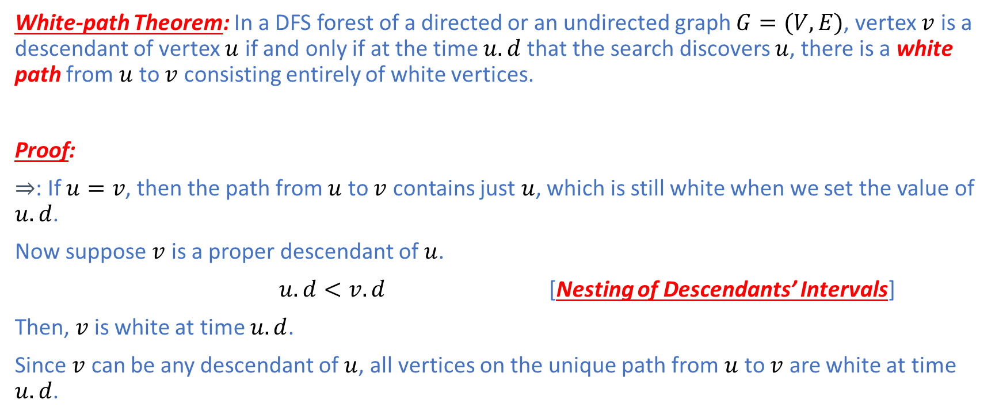 White-path Theorem: In a DFS forest of a directed or an undirected graph G = (V, E), vertex v is a
descendant of vertex u if and only if at the time u. d that the search discovers u, there is a white
path from u to v consisting entirely of white vertices.
Proof:
⇒: If u = v, then the path from u to v contains just u, which is still white when we set the value of
u. d.
Now suppose v is a proper descendant of u.
u. d < v. d [Nesting of Descendants’ Intervals]
Then, v is white at time u. d.
Since v can be any descendant of u, all vertices on the unique path from u to v are white at time
u. d.